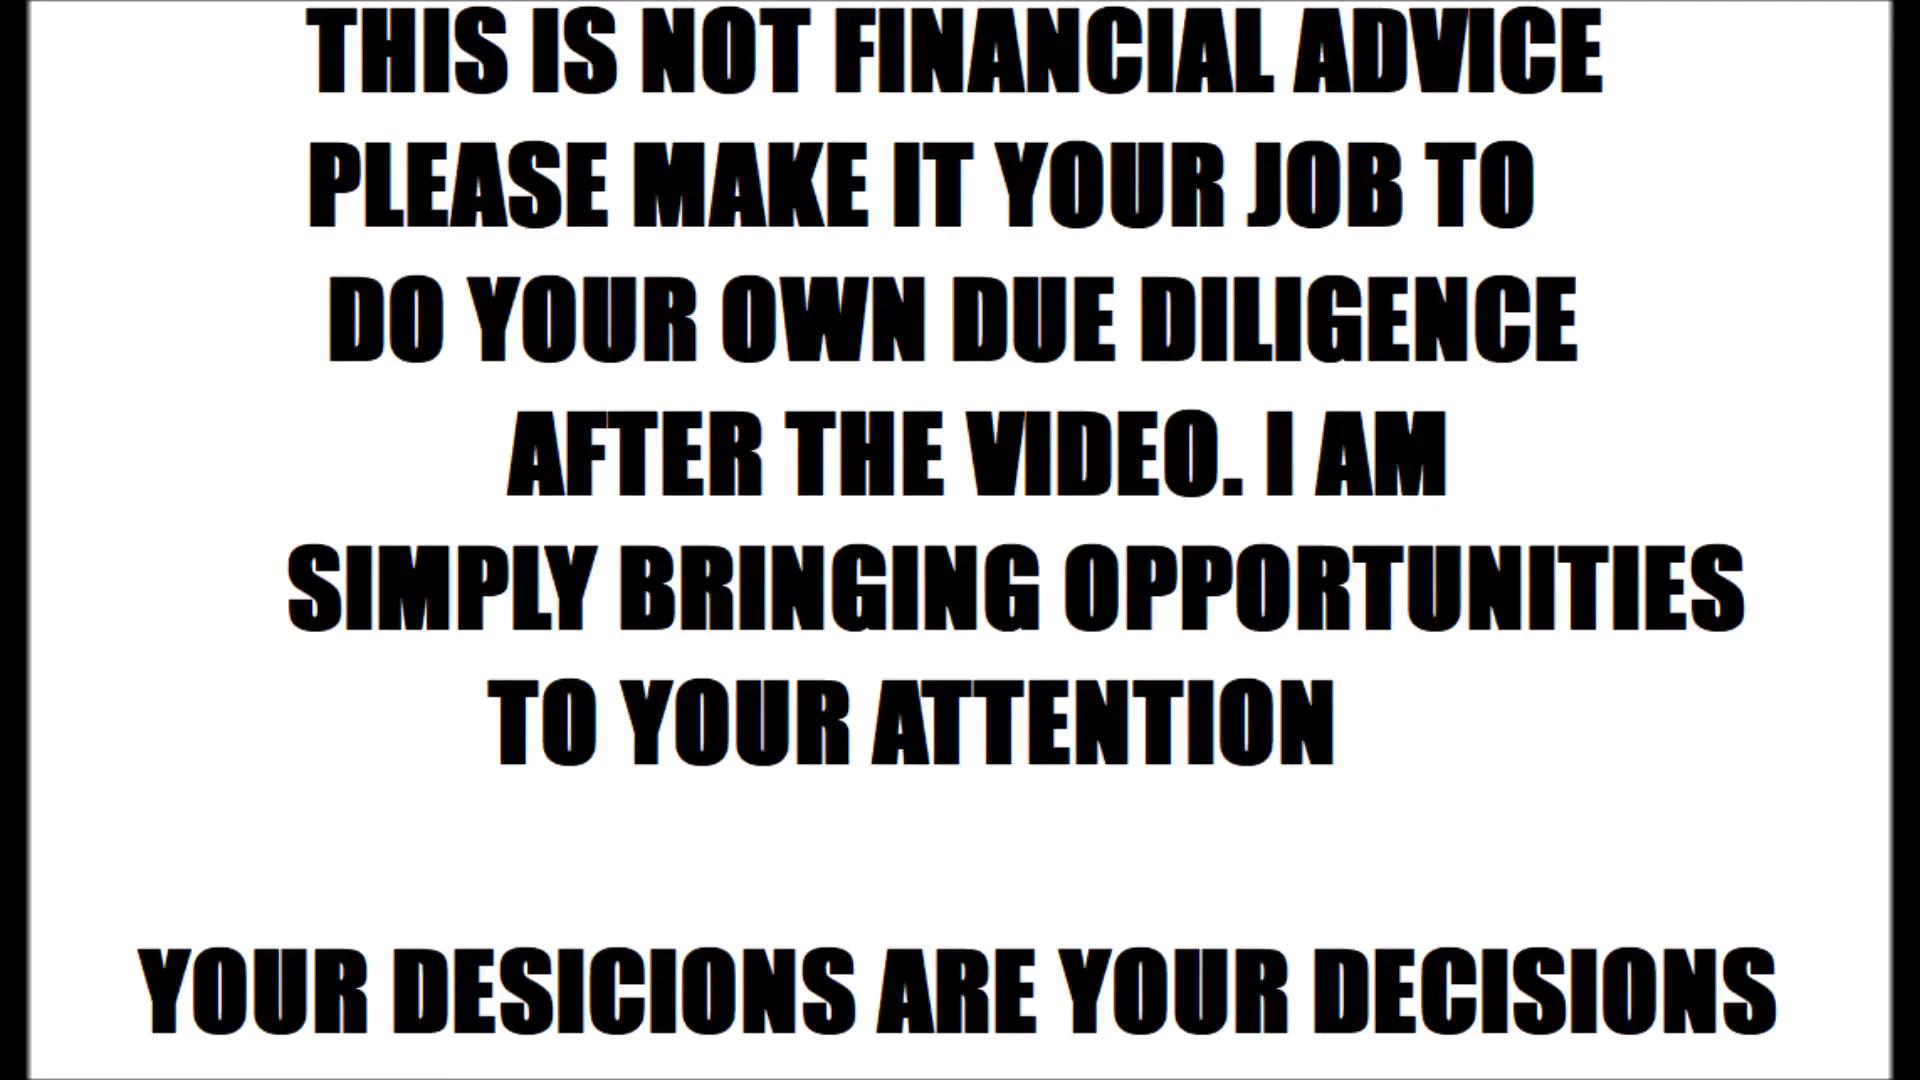 THIS IS NOT FINANCIAL ADVICE
PLEASE MAKE IT YOUR JOB TO
DO YOUR OWN DUE DILIGENCE
AFTER THE VIDEO. I AM
SIMPLY BRINGING OPPORTUNITIES
TO YOUR ATTENTION
YOUR DESICIONS ARE YOUR DECISIONS